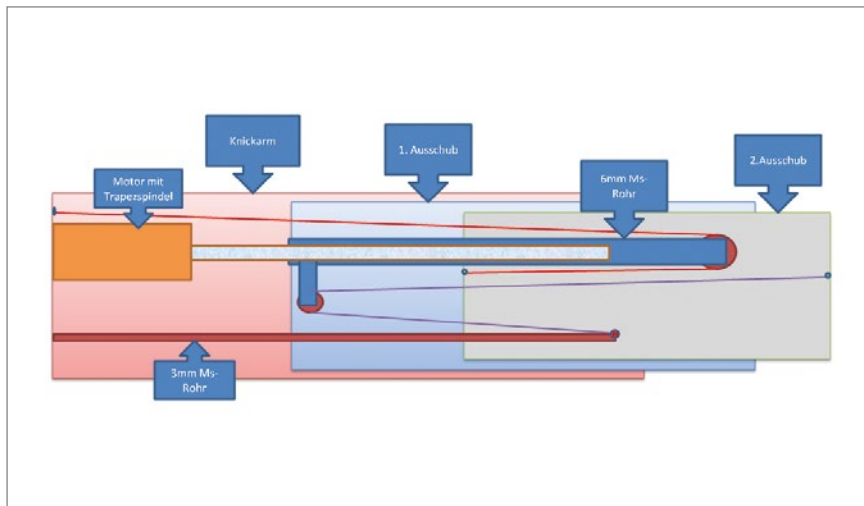 Knickarm
1. Ausschub
2.Ausschub
Motor mit
Trapezspindel
6mm Ms-
Rohr
3mm Ms-
Rohr